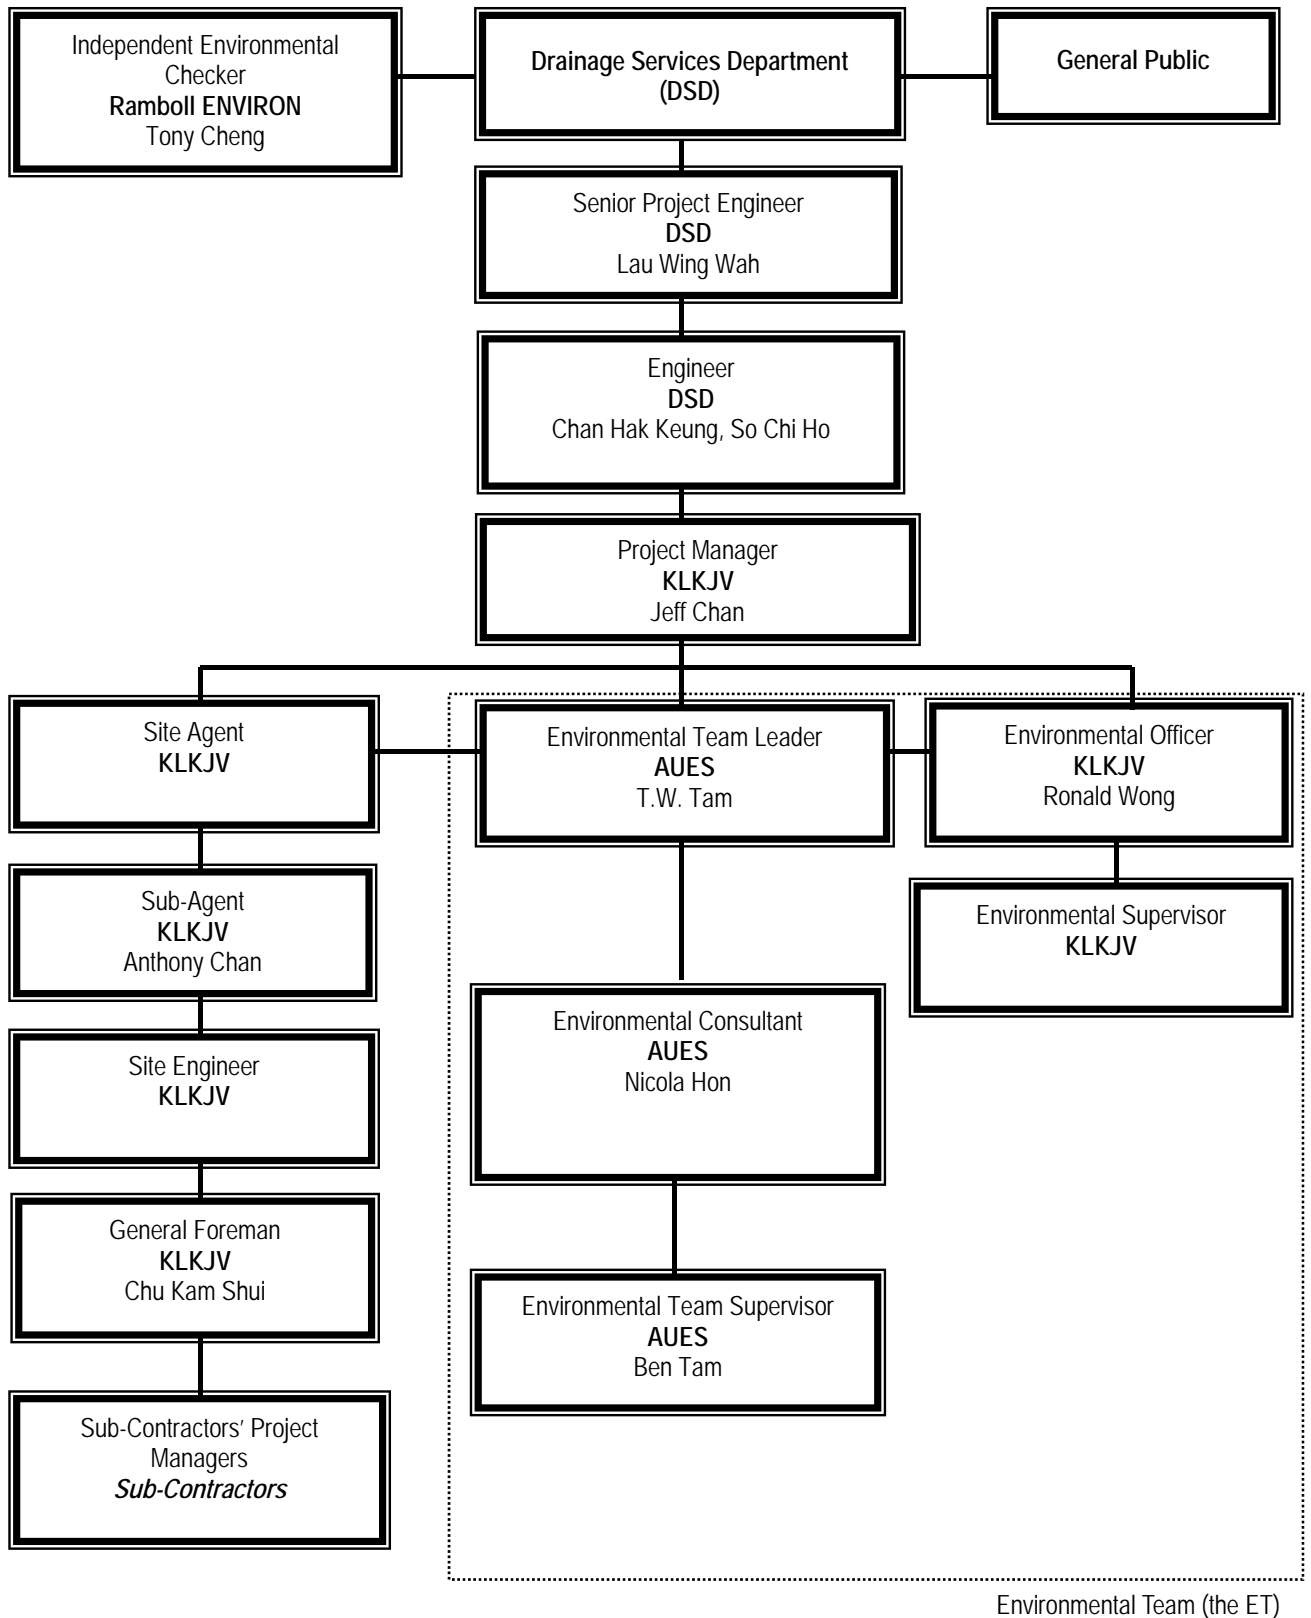 Independent Environmental
Checker
Ramboll ENVIRON
Tony Cheng
Drainage Services Department
(DSD)
General Public
Senior Project Engineer
DSD
Lau Wing Wah
Engineer
DSD
Chan Hak Keung, So Chi Ho
Project Manager
KLKJV
Jeff Chan
Site Agent
KLKJV
Environmental Team Leader
AUES
T.W. Tam
Environmental Officer
KLKJV
Ronald Wong
Sub-Agent
KLKJV
Anthony Chan
Environmental Supervisor
KLKJV
Site Engineer
KLKJV
Environmental Consultant
AUES
Nicola Hon
General Foreman
KLKJV
Chu Kam Shui
Environmental Team Supervisor
AUES
Ben Tam
Sub-Contractors’ Project
Managers
Sub-Contractors
Environmental Team (the ET)